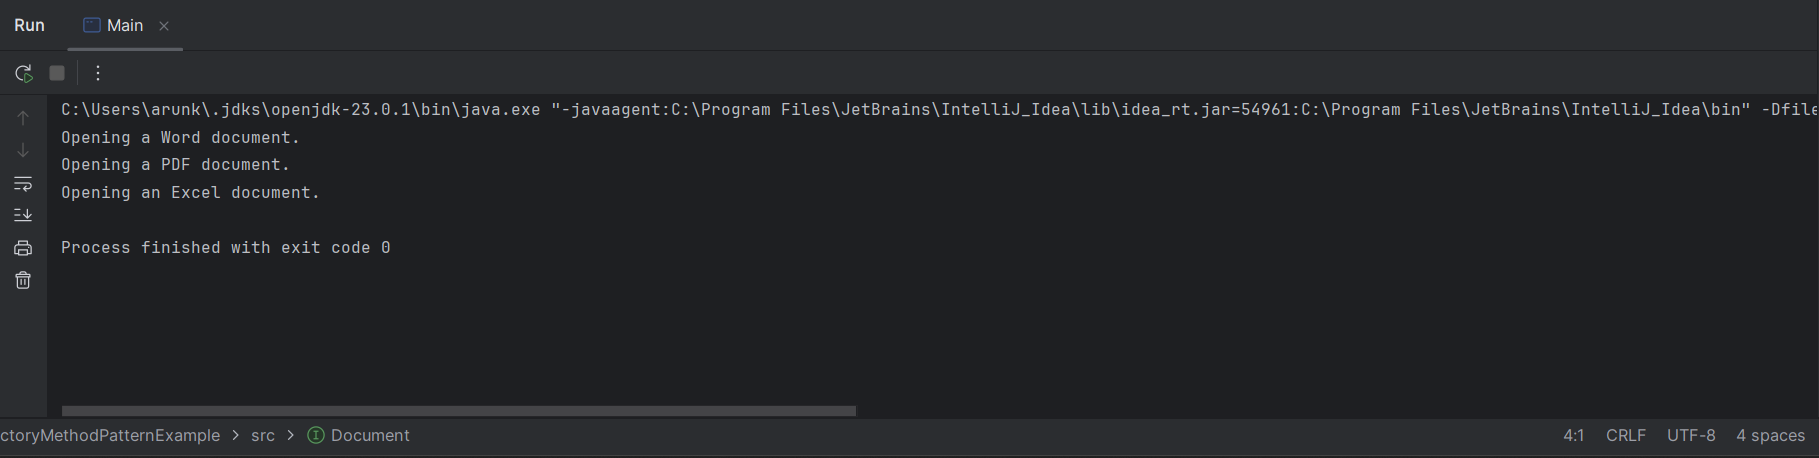 Run Main
C:\Users\arunk\.jdks\openjdk-23.0.1\bin\java.exe "-javaagent:C:\Program Files\JetBrains\IntelliJ_Idea\lib\idea_rt.jar=54961:C:\Program Files\JetBrains\IntelliJ_Idea\bin" -Dfile
Opening a Word document.
Opening a PDF document.
Opening an Excel document.
Process finished with exit code 0
ctoryMethodPatternExample > src > Document 4:1 CRLF UTF-8 4 spaces